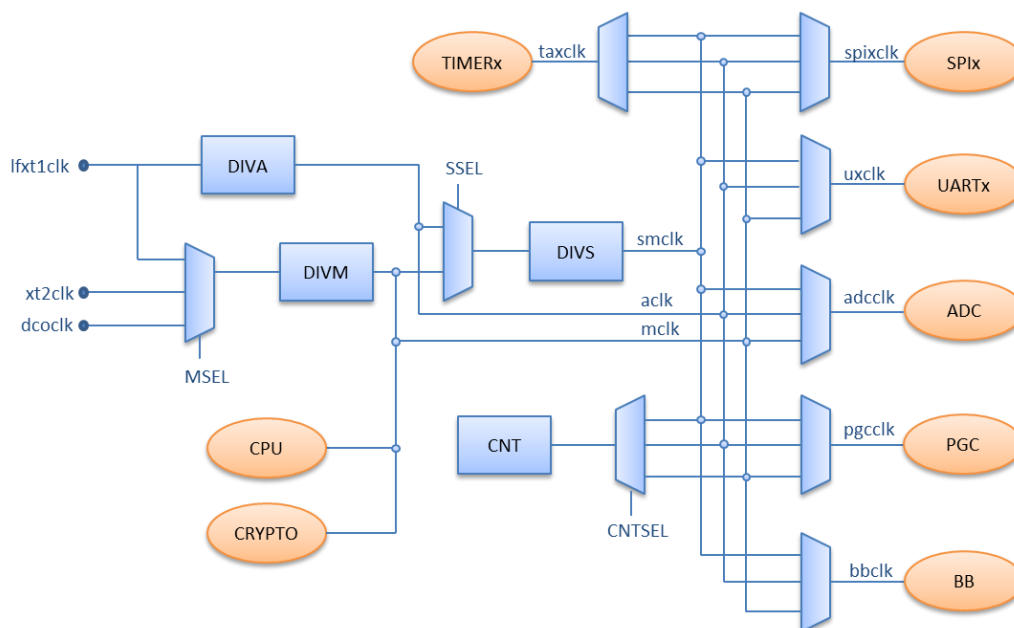 TIMERx
taxclk
spixclk
SPIx
lfxt1clk
DIVA
SSEL
uxclk
UARTx
DIVM
DIVS
smclk
xt2clk
aclk
adcclk
ADC
dcoclk
mclk
MSEL
CPU
CNT
pgcclk
PGC
CRYPTO
CNTSEL
bbclk
BB